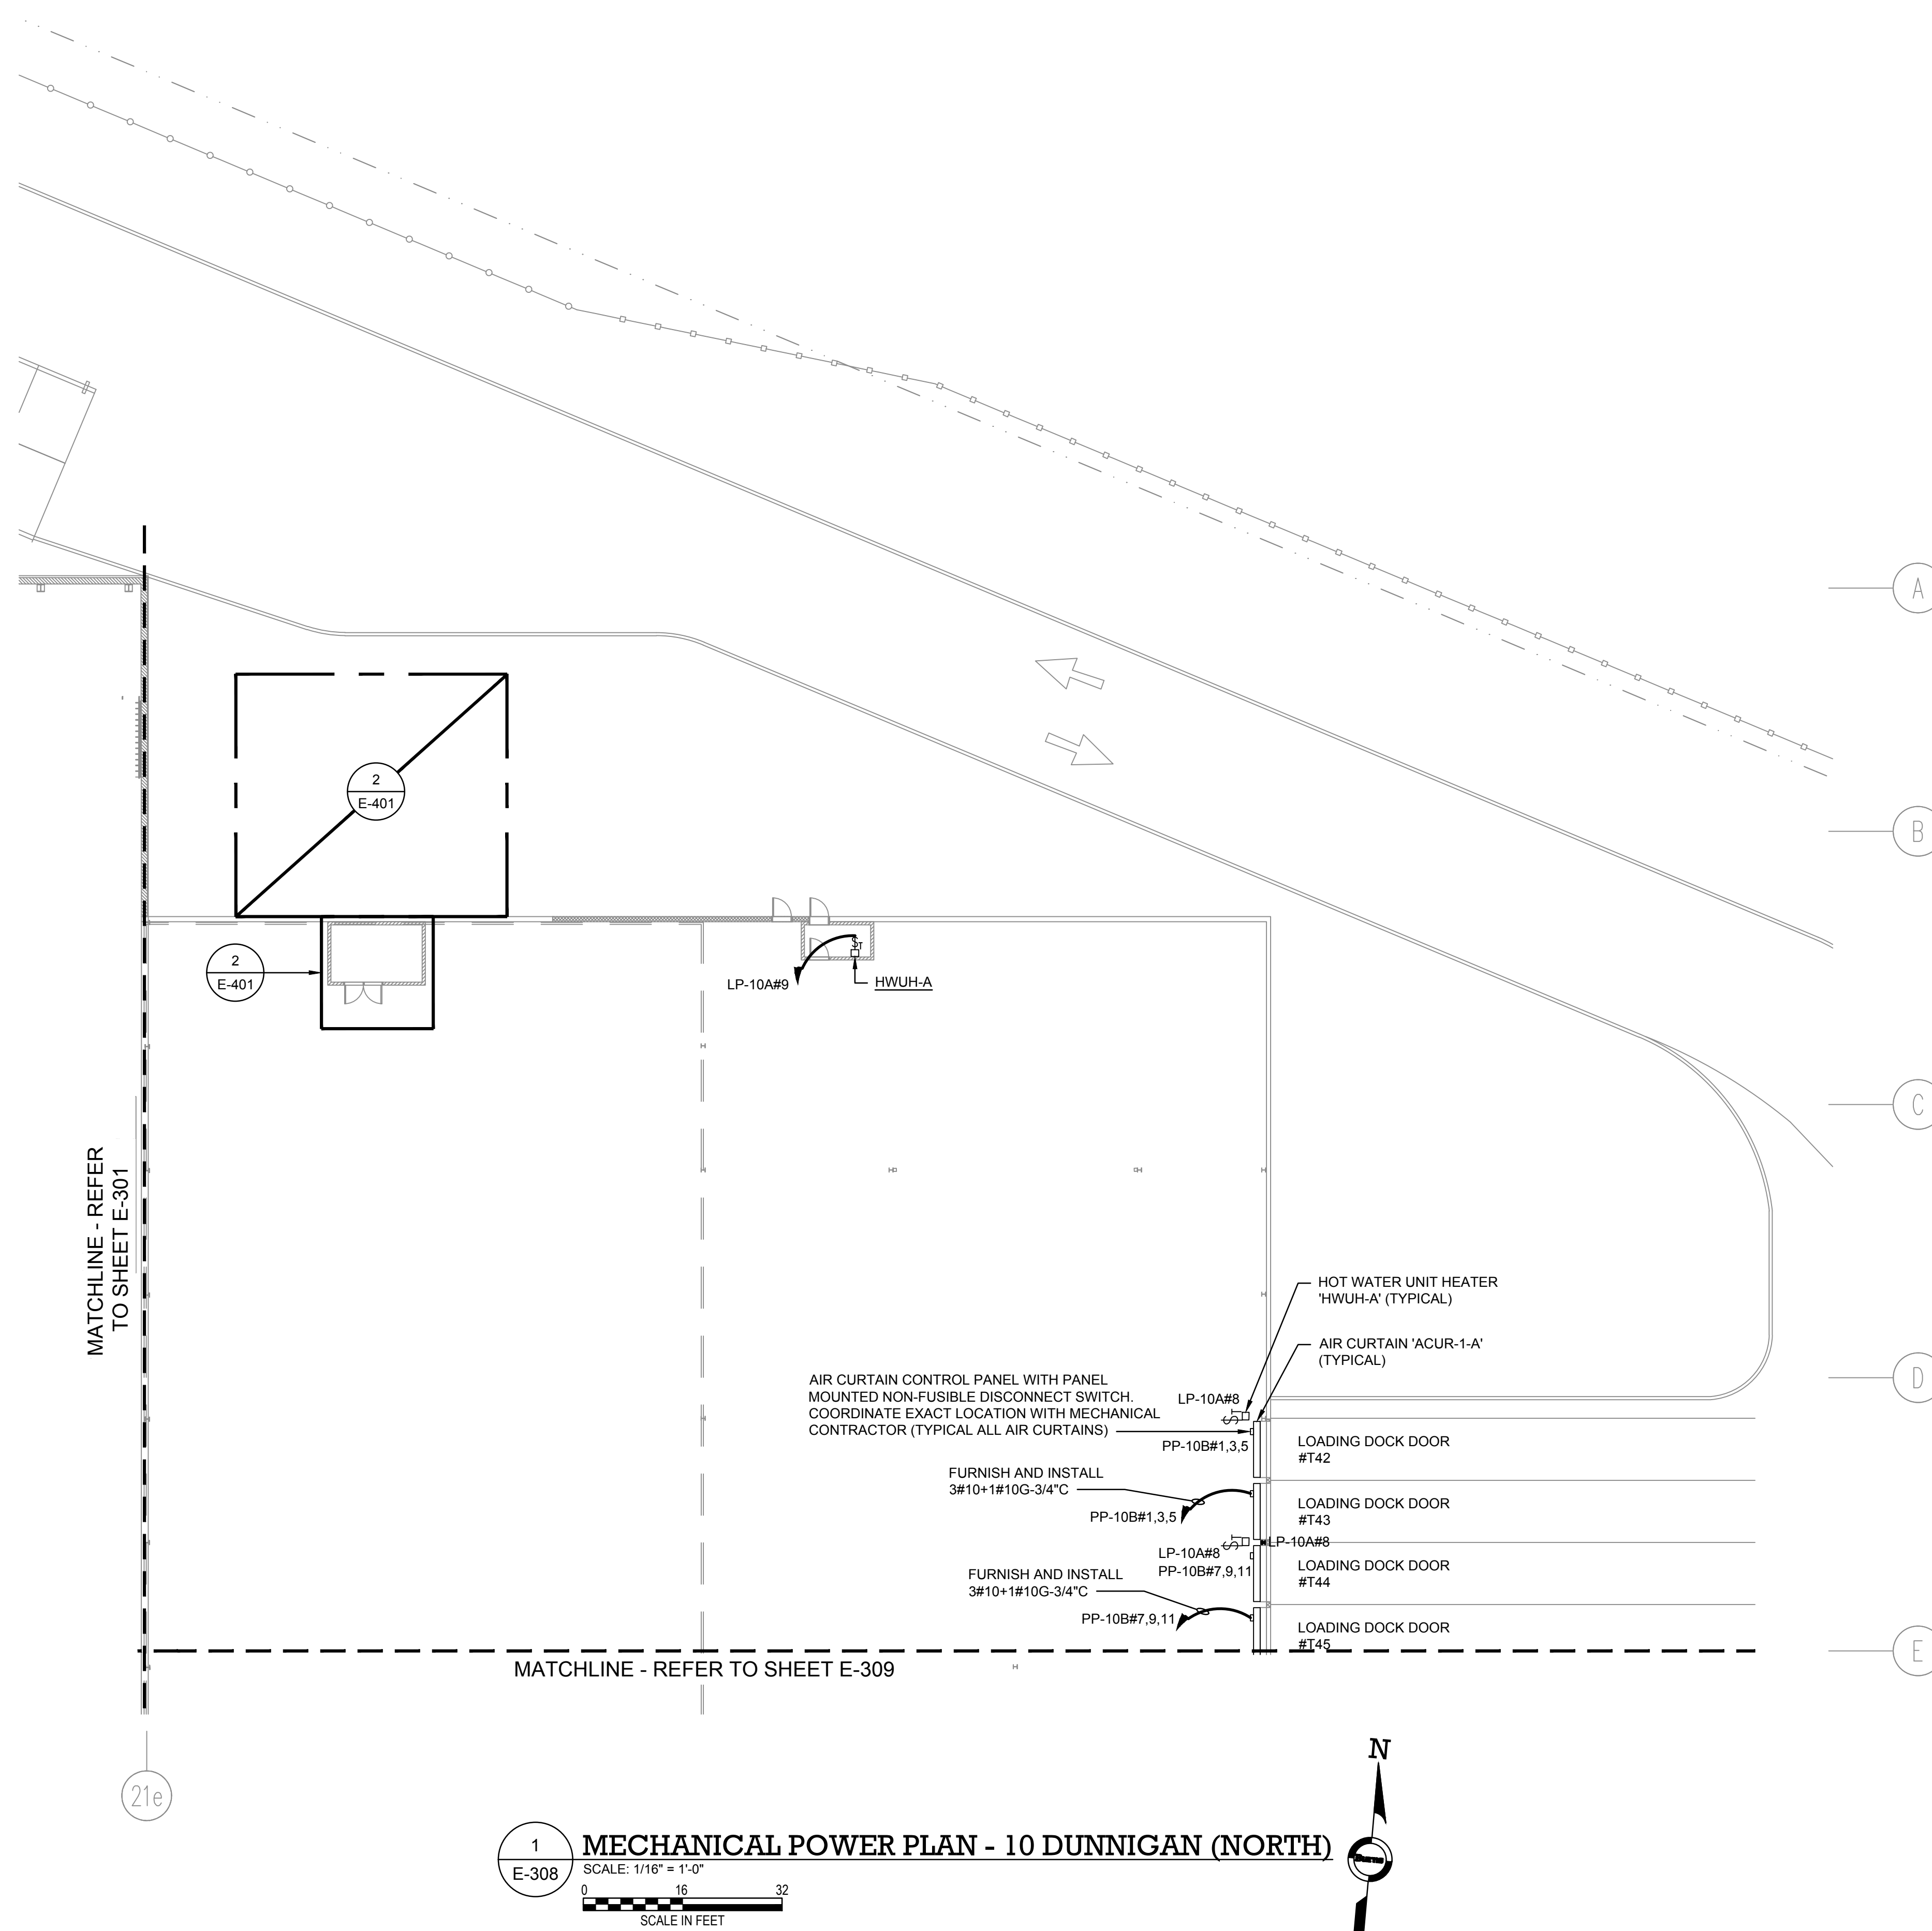 A
B
2
E-401
2
E-401
LP-10A#9
S
T
HWUH-A
C
MATCHLINE - REFER
TO SHEET E-301
HOT WATER UNIT HEATER
'HWUH-A' (TYPICAL)
AIR CURTAIN 'ACUR-1-A'
(TYPICAL)
D
AIR CURTAIN CONTROL PANEL WITH PANEL
MOUNTED NON-FUSIBLE DISCONNECT SWITCH.
COORDINATE EXACT LOCATION WITH MECHANICAL
CONTRACTOR (TYPICAL ALL AIR CURTAINS)
LP-10A#8
S
T
PP-10B#1,3,5
LOADING DOCK DOOR
#T42
FURNISH AND INSTALL
3#10+1#10G-3/4"C
PP-10B#1,3,5
LOADING DOCK DOOR
#T43
S
T
LP-10A#8
LP-10A#8
PP-10B#7,9,11
LOADING DOCK DOOR
#T44
FURNISH AND INSTALL
3#10+1#10G-3/4"C
PP-10B#7,9,11
LOADING DOCK DOOR
#T45
E
MATCHLINE - REFER TO SHEET E-309
21e
N
Burns
1
E-308
MECHANICAL POWER PLAN - 10 DUNNIGAN (NORTH)
SCALE: 1/16" = 1'-0"
0 16 32
SCALE IN FEET